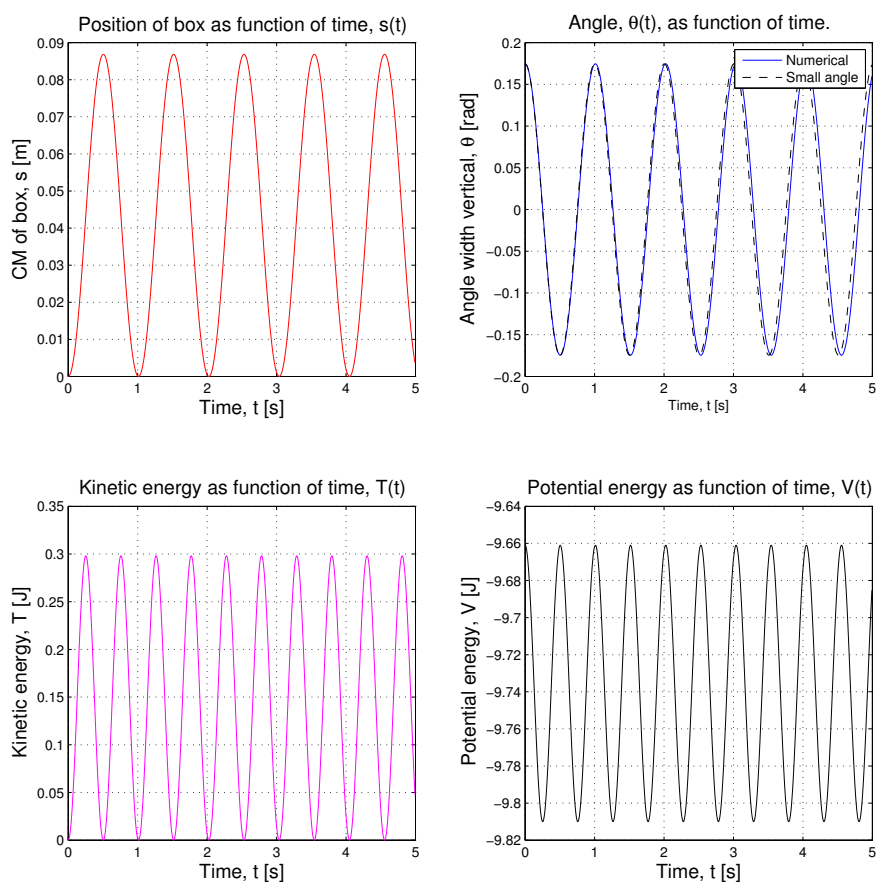 Position of box as function of time, s(t)
0.09
0.08
0.07
0.06
0.05
0.04
0.03
0.02
0.01
0
CM of box, s [m]
0 1 2 3 4 5
Time, t [s]
Angle, θ(t), as function of time.
Numerical
Small angle
0.2
0.15
0.1
0.05
0
−0.05
−0.1
−0.15
−0.2
Angle width vertical, θ [rad]
0 1 2 3 4 5
Time, t [s]
Kinetic energy as function of time, T(t)
0.35
0.3
0.25
0.2
0.15
0.1
0.05
0
Kinetic energy, T [J]
0 1 2 3 4 5
Time, t [s]
Potential energy as function of time, V(t)
−9.64
−9.66
−9.68
−9.7
−9.72
−9.74
−9.76
−9.78
−9.8
−9.82
Potential energy, V [J]
0 1 2 3 4 5
Time, t [s]